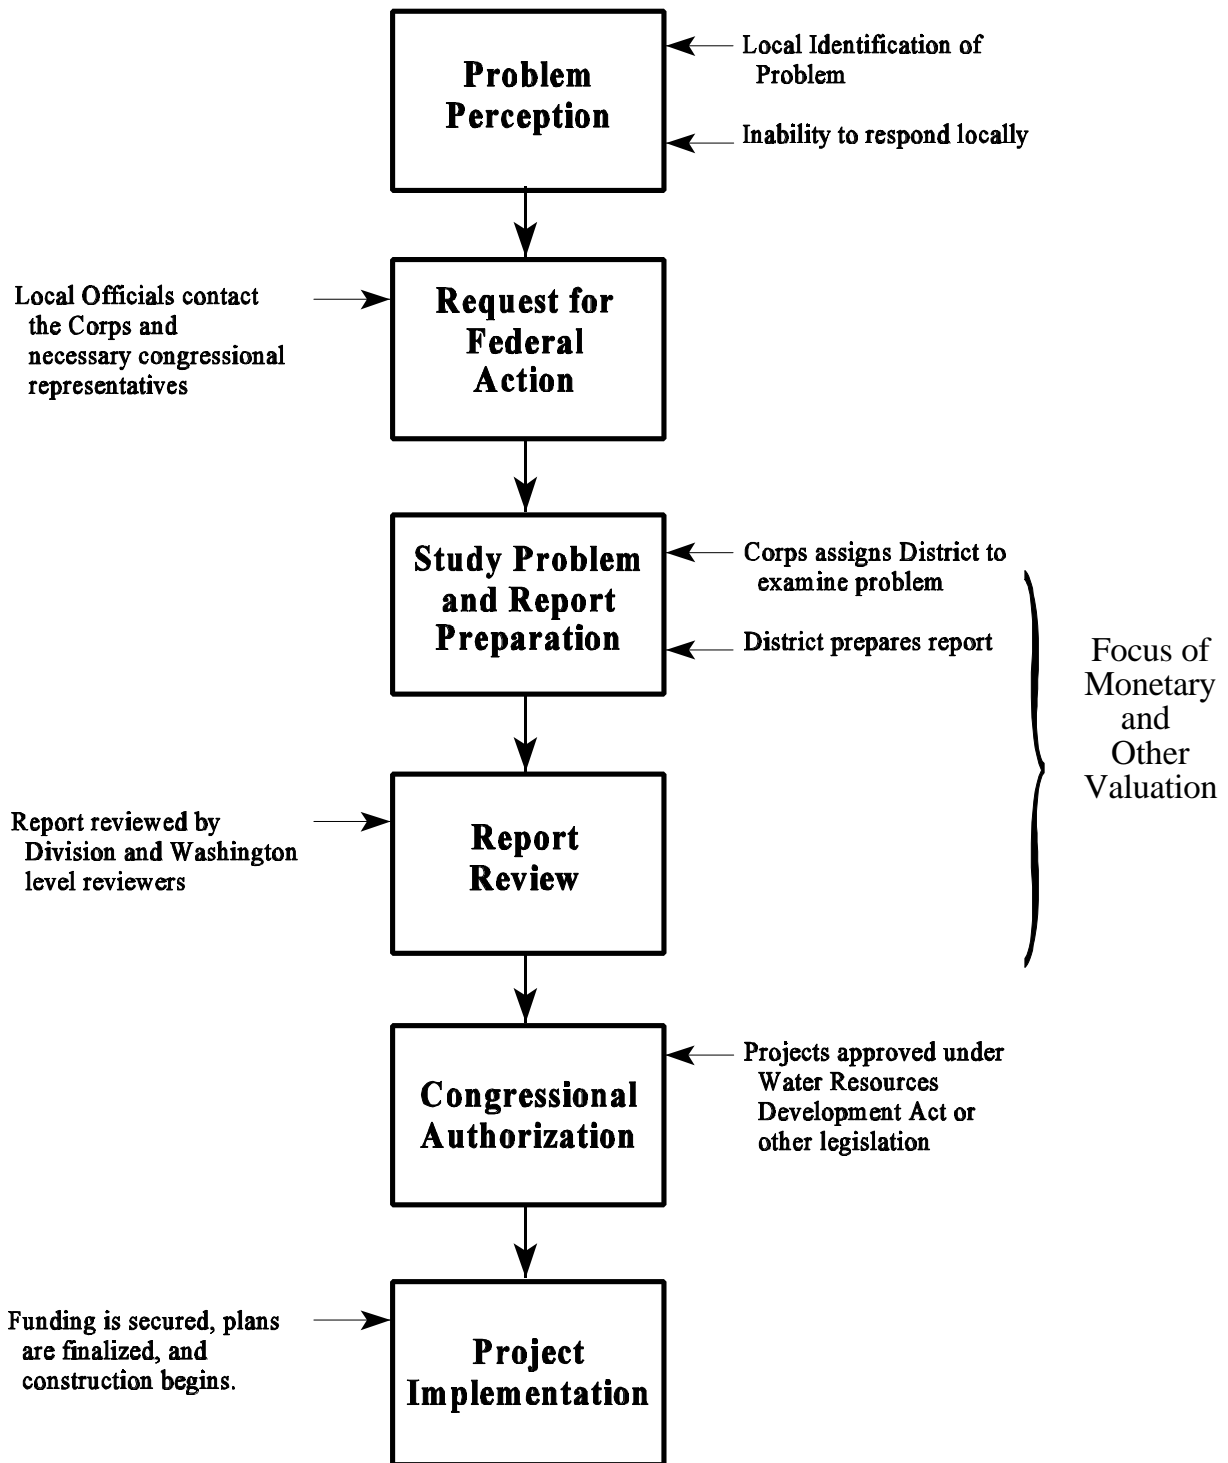 Problem
Perception
Local Identification of
Problem
Inability to respond locally
Local Officials contact
the Corps and
necessary congressional
representatives
Request for
Federal
Action
Study Problem
and Report
Preparation
Corps assigns District to
examine problem
District prepares report
Focus of
Monetary
and
Other
Valuation
Report reviewed by
Division and Washington
level reviewers
Report
Review
Congressional
Authorization
Projects approved under
Water Resources
Development Act or
other legislation
Funding is secured, plans
are finalized, and
construction begins.
Project
Implementation